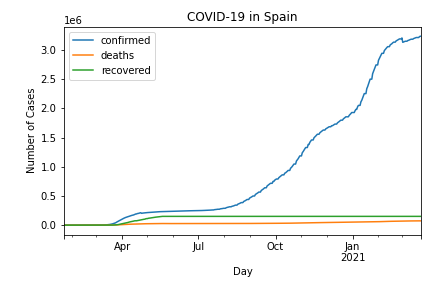 COVID-19 in Spain
1e6
confirmed
deaths
recovered
3.0
2.5
2.0
1.5
1.0
0.5
0.0
Number of Cases
Apr
Jul
Oct
Jan
2021
Day